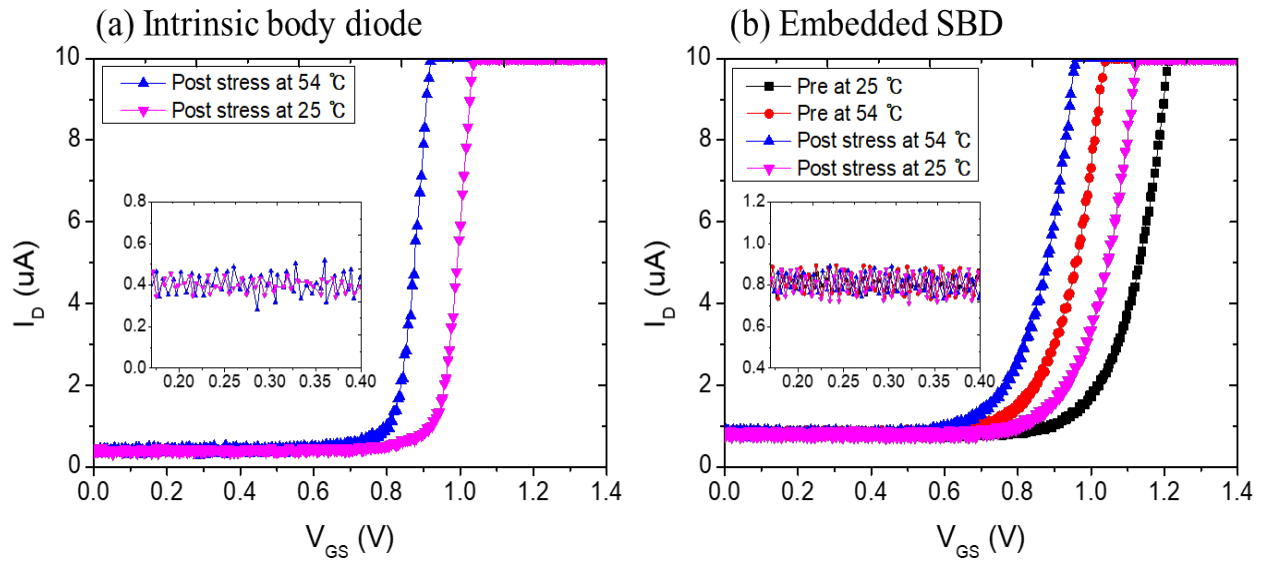 (a) Intrinsic body diode
10
8
6
4
2
0
I_D (uA)
Post stress at 54 ℃
Post stress at 25 ℃
0.8
0.6
0.4
0.2
0.0
0.20 0.25 0.30 0.35 0.40
0.0 0.2 0.4 0.6 0.8 1.0 1.2 1.4
V_GS (V)
(b) Embedded SBD
10
8
6
4
2
0
I_D (uA)
Pre at 25 ℃
Pre at 54 ℃
Post stress at 54 ℃
Post stress at 25 ℃
1.2
1.0
0.8
0.6
0.4
0.20 0.25 0.30 0.35 0.40
0.0 0.2 0.4 0.6 0.8 1.0 1.2 1.4
V_GS (V)